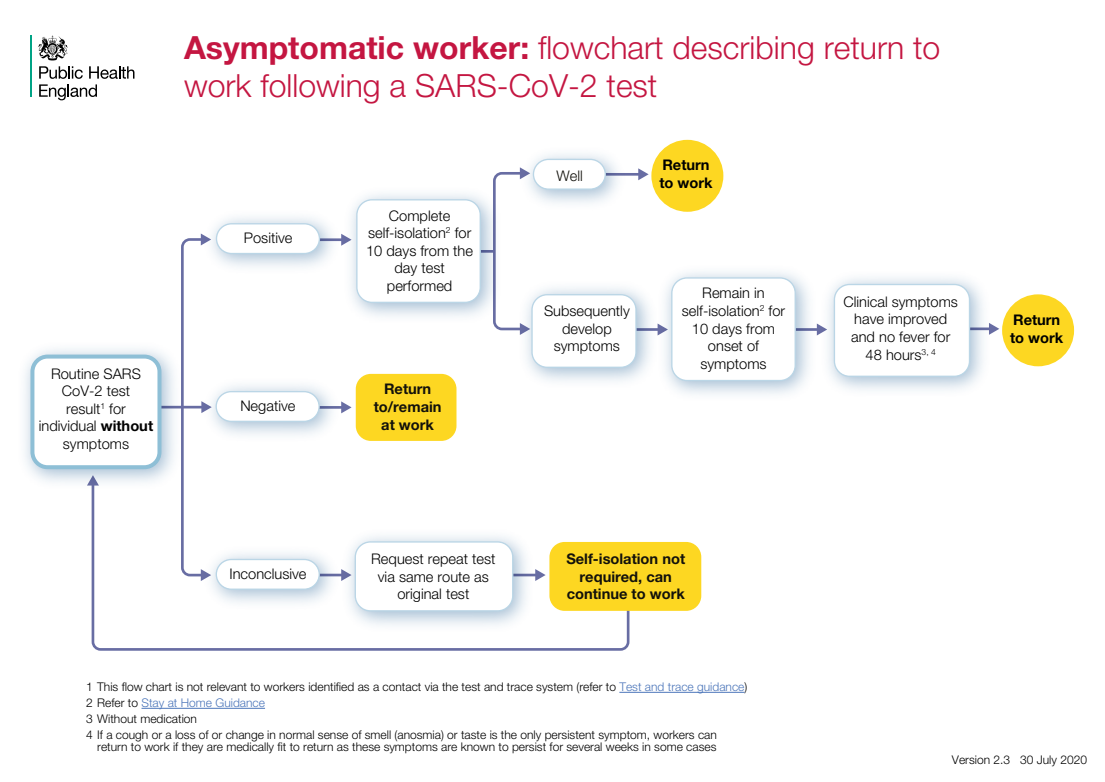 Public Health
England
Asymptomatic worker: flowchart describing return to
work following a SARS-CoV-2 test
Well
Return
to work
Positive
Complete
self-isolation² for
10 days from the
day test
performed
Subsequently
develop
symptoms
Remain in
self-isolation² for
10 days from
onset of
symptoms
Clinical symptoms
have improved
and no fever for
48 hours³, ⁴
Return
to work
Routine SARS
CoV-2 test
result¹ for
individual without
symptoms
Negative
Return
to/remain
at work
Inconclusive
Request repeat test
via same route as
original test
Self-isolation not
required, can
continue to work
1 This flow chart is not relevant to workers identified as a contact via the test and trace system (refer to Test and trace guidance)
2 Refer to Stay at Home Guidance
3 Without medication
4 If a cough or a loss of or change in normal sense of smell (anosmia) or taste is the only persistent symptom, workers can
return to work if they are medically fit to return as these symptoms are known to persist for several weeks in some cases
Version 2.3 30 July 2020